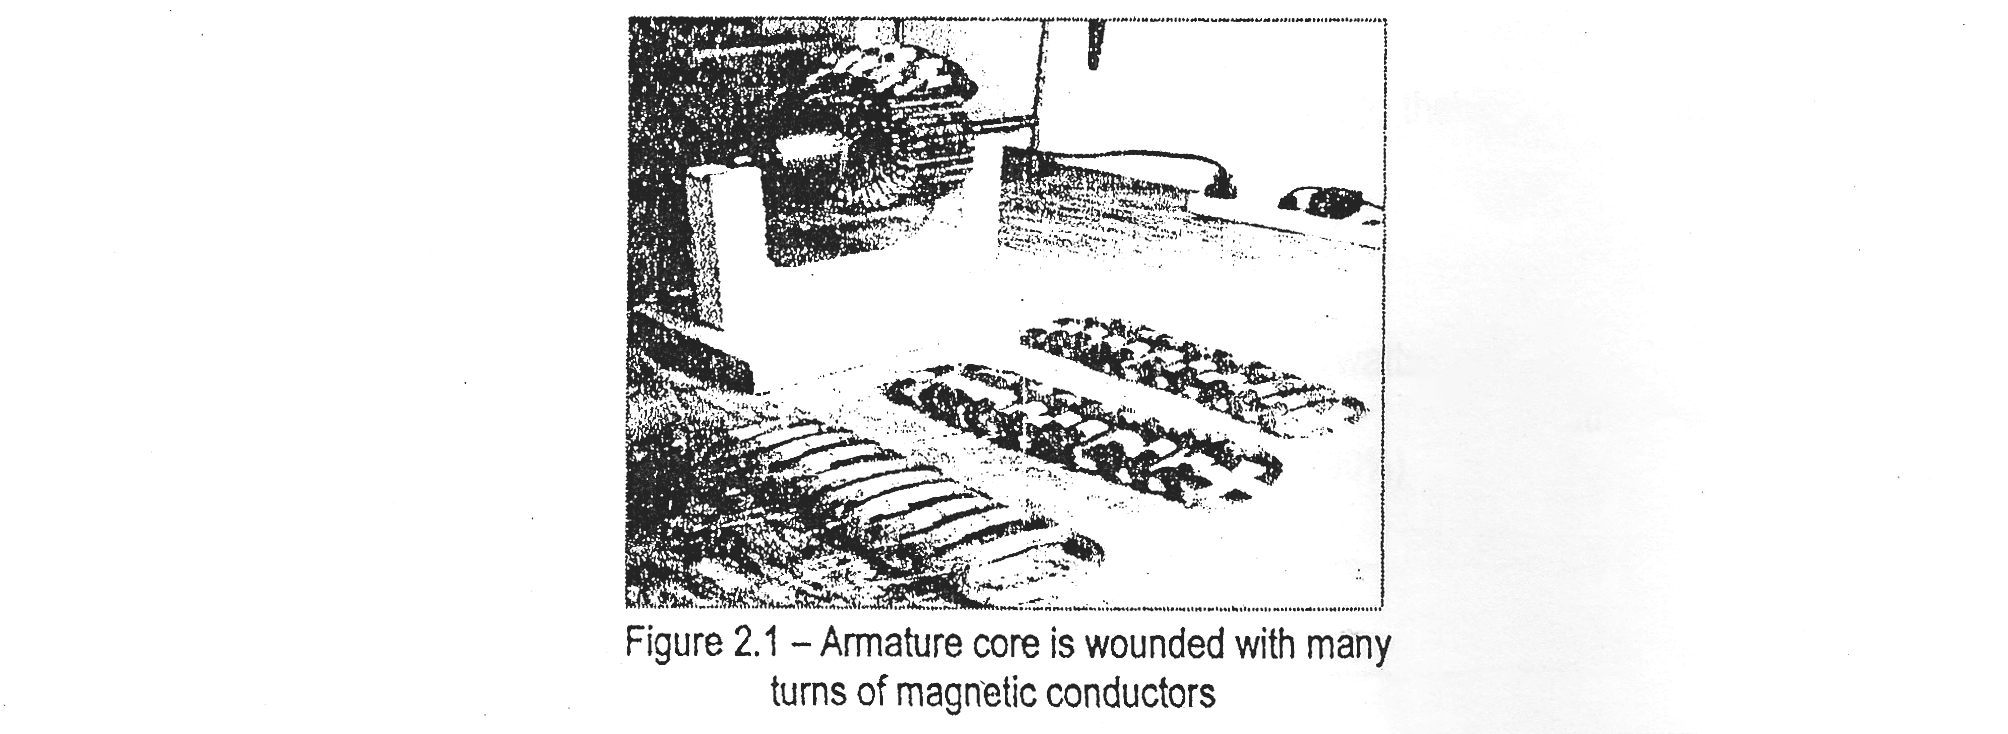 Figure 2.1 – Armature core is wounded with many
turns of magnetic conductors